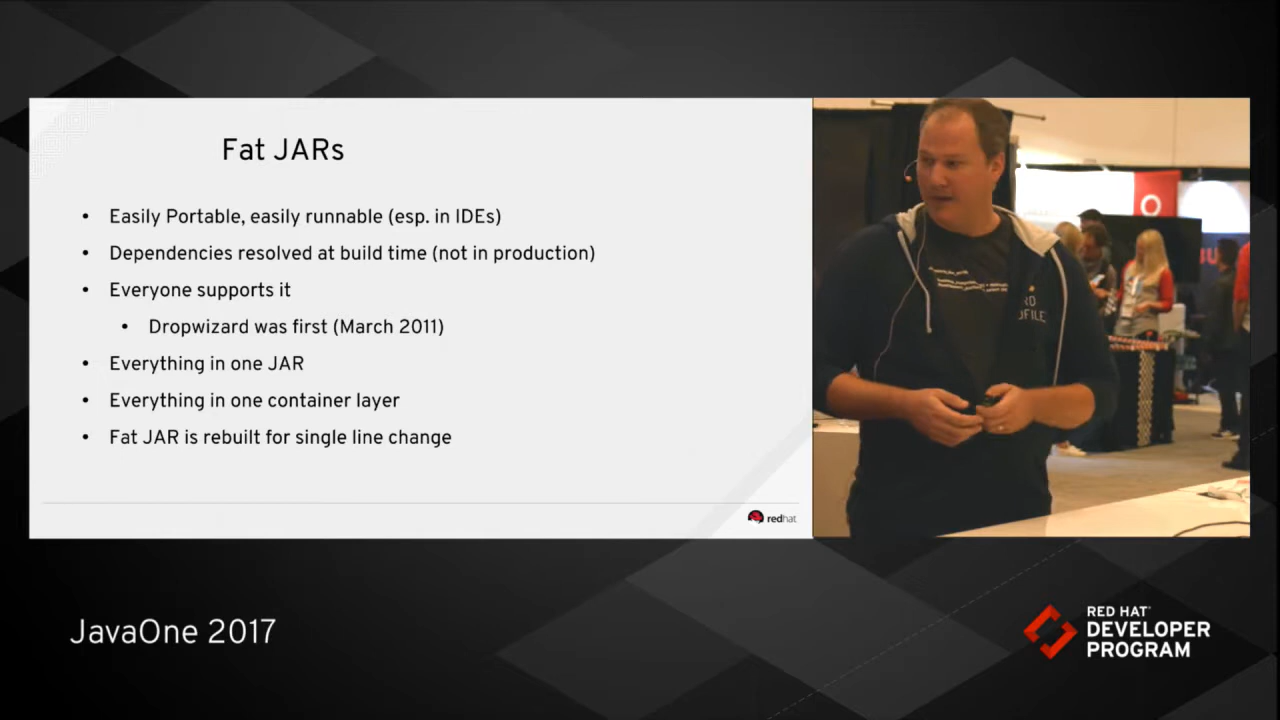 Fat JARs
• Easily Portable, easily runnable (esp. in IDEs)
• Dependencies resolved at build time (not in production)
• Everyone supports it
• Dropwizard was first (March 2011)
• Everything in one JAR
• Everything in one container layer
• Fat JAR is rebuilt for single line change
redhat
JavaOne 2017
RED HAT
DEVELOPER
PROGRAM